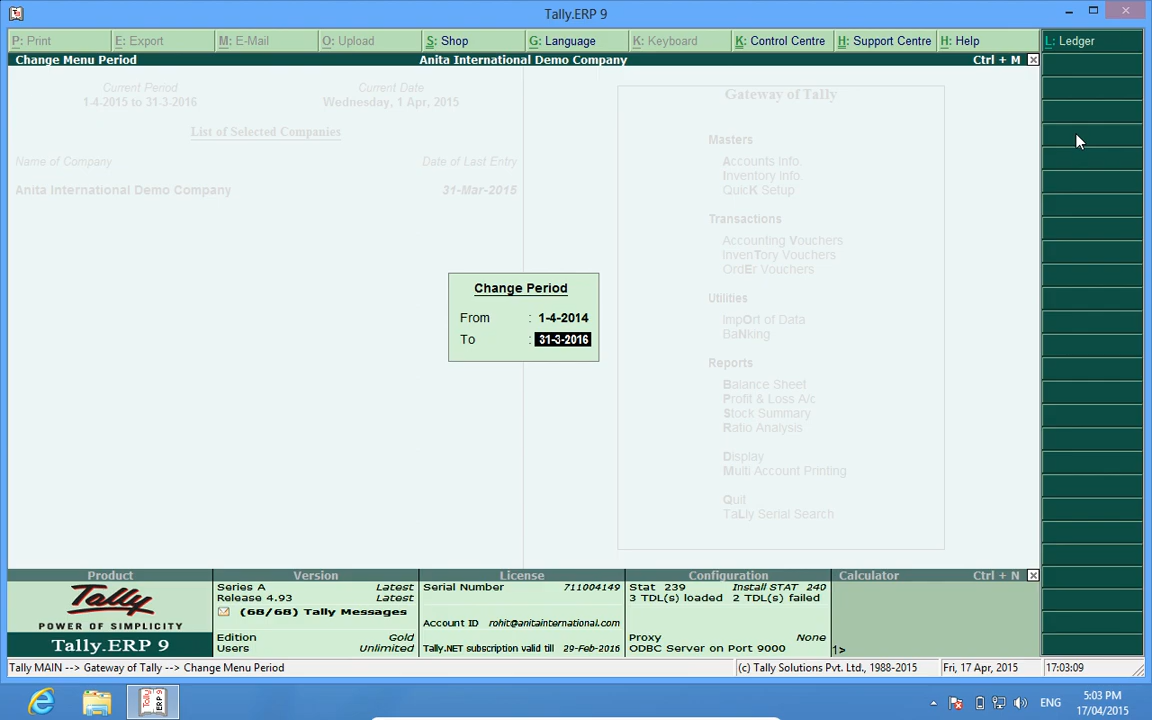 Tally.ERP 9
P: Print
E: Export
M: E-Mail
O: Upload
S: Shop
G: Language
K: Keyboard
K: Control Centre
H: Support Centre
H: Help
L: Ledger
Change Menu Period
Anita International Demo Company
Ctrl + M
Current Period
1-4-2015 to 31-3-2016
Current Date
Wednesday, 1 Apr, 2015
List of Selected Companies
Name of Company
Date of Last Entry
Anita International Demo Company
31-Mar-2015
Gateway of Tally
Masters
Accounts Info.
Inventory Info.
QuicK Setup
Transactions
Accounting Vouchers
InvenTory Vouchers
OrdEr Vouchers
Utilities
ImpOrt of Data
BaNking
Reports
Balance Sheet
Profit & Loss A/c
Stock Summary
Ratio Analysis
Display
Multi Account Printing
Quit
TaLly Serial Search
Change Period
From : 1-4-2014
To : 31-3-2016
Product
Tally
POWER OF SIMPLICITY
Tally.ERP 9
Version
Series A Latest
Release 4.93 Latest
(68/68) Tally Messages
Edition Gold
Users Unlimited
License
Serial Number 711004149
Account ID rohit@anitainternational.com
Tally.NET subscription valid till 29-Feb-2016
Configuration
Stat 239 Install STAT 240
3 TDL(s) loaded 2 TDL(s) failed
Proxy None
ODBC Server on Port 9000
Calculator Ctrl + N
1>
Tally MAIN --> Gateway of Tally --> Change Menu Period
(c) Tally Solutions Pvt. Ltd., 1988-2015
Fri, 17 Apr, 2015
17:03:09
Tally
ERP 9
ENG
5:03 PM
17/04/2015